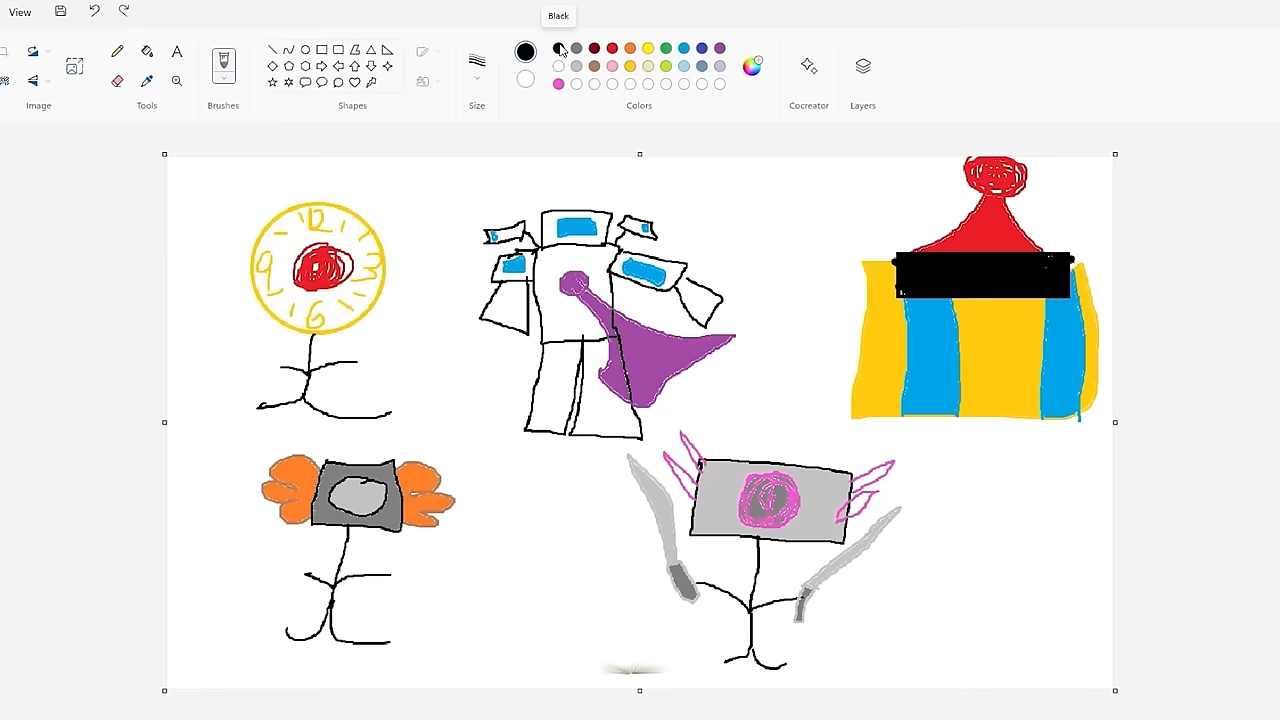 Black
View
Image
Tools
Brushes
Shapes
Size
Colors
Cocreator
Layers
A
12
9 3
6